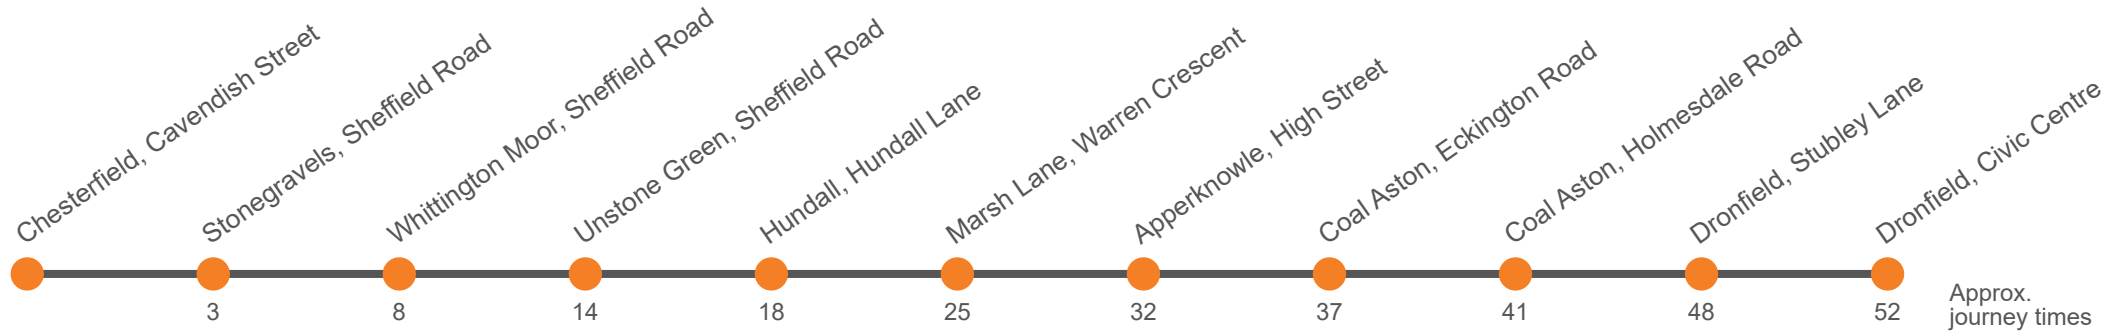 Chesterfield, Cavendish Street
Stonegravels, Sheffield Road
Whittington Moor, Sheffield Road
Unstone Green, Sheffield Road
Hundall, Hundall Lane
Marsh Lane, Warren Crescent
Apperknowle, High Street
Coal Aston, Eckington Road
Coal Aston, Holmesdale Road
Dronfield, Stubley Lane
Dronfield, Civic Centre
3 8 14 18 25 32 37 41 48 52
Approx.
journey times